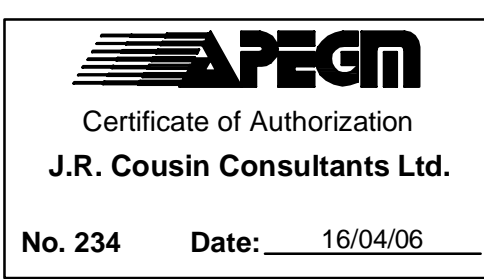 APEGM
Certificate of Authorization
J.R. Cousin Consultants Ltd.
No. 234 Date: 16/04/06